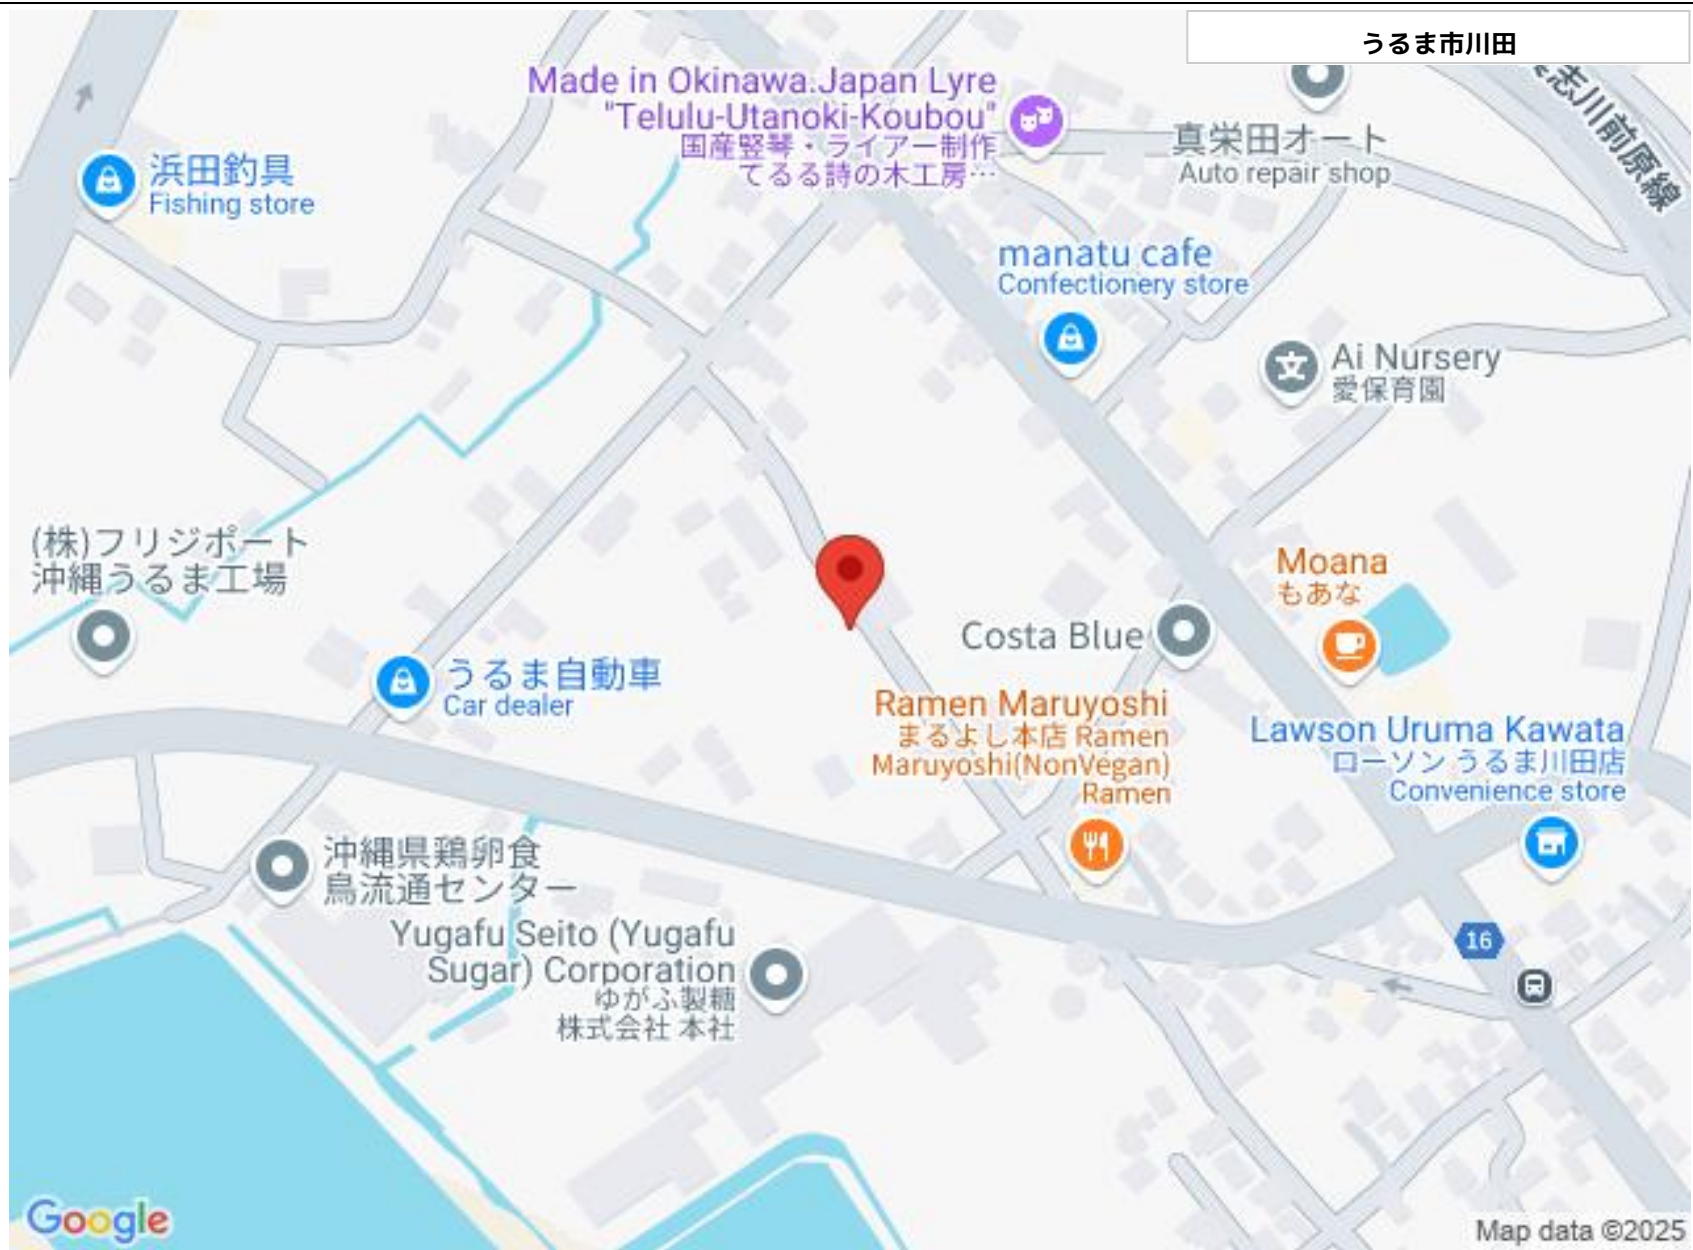 うるま市川田
志川前原線
Made in Okinawa.Japan Lyre
"Telulu-Utanoki-Koubou"
国産竪琴・ライアー制作
てるる詩の木工房…
真栄田オート
Auto repair shop
浜田釣具
Fishing store
manatu cafe
Confectionery store
Ai Nursery
愛保育園
(株)フリジポート
沖縄うるま工場
Moana
もあな
Costa Blue
うるま自動車
Car dealer
Ramen Maruyoshi
まるよし本店 Ramen
Maruyoshi(NonVegan)
Ramen
Lawson Uruma Kawata
ローソン うるま川田店
Convenience store
沖縄県鶏卵食
鳥流通センター
Yugafu Seito (Yugafu
Sugar) Corporation
ゆがふ製糖
株式会社 本社
16
Google
Map data ©2025